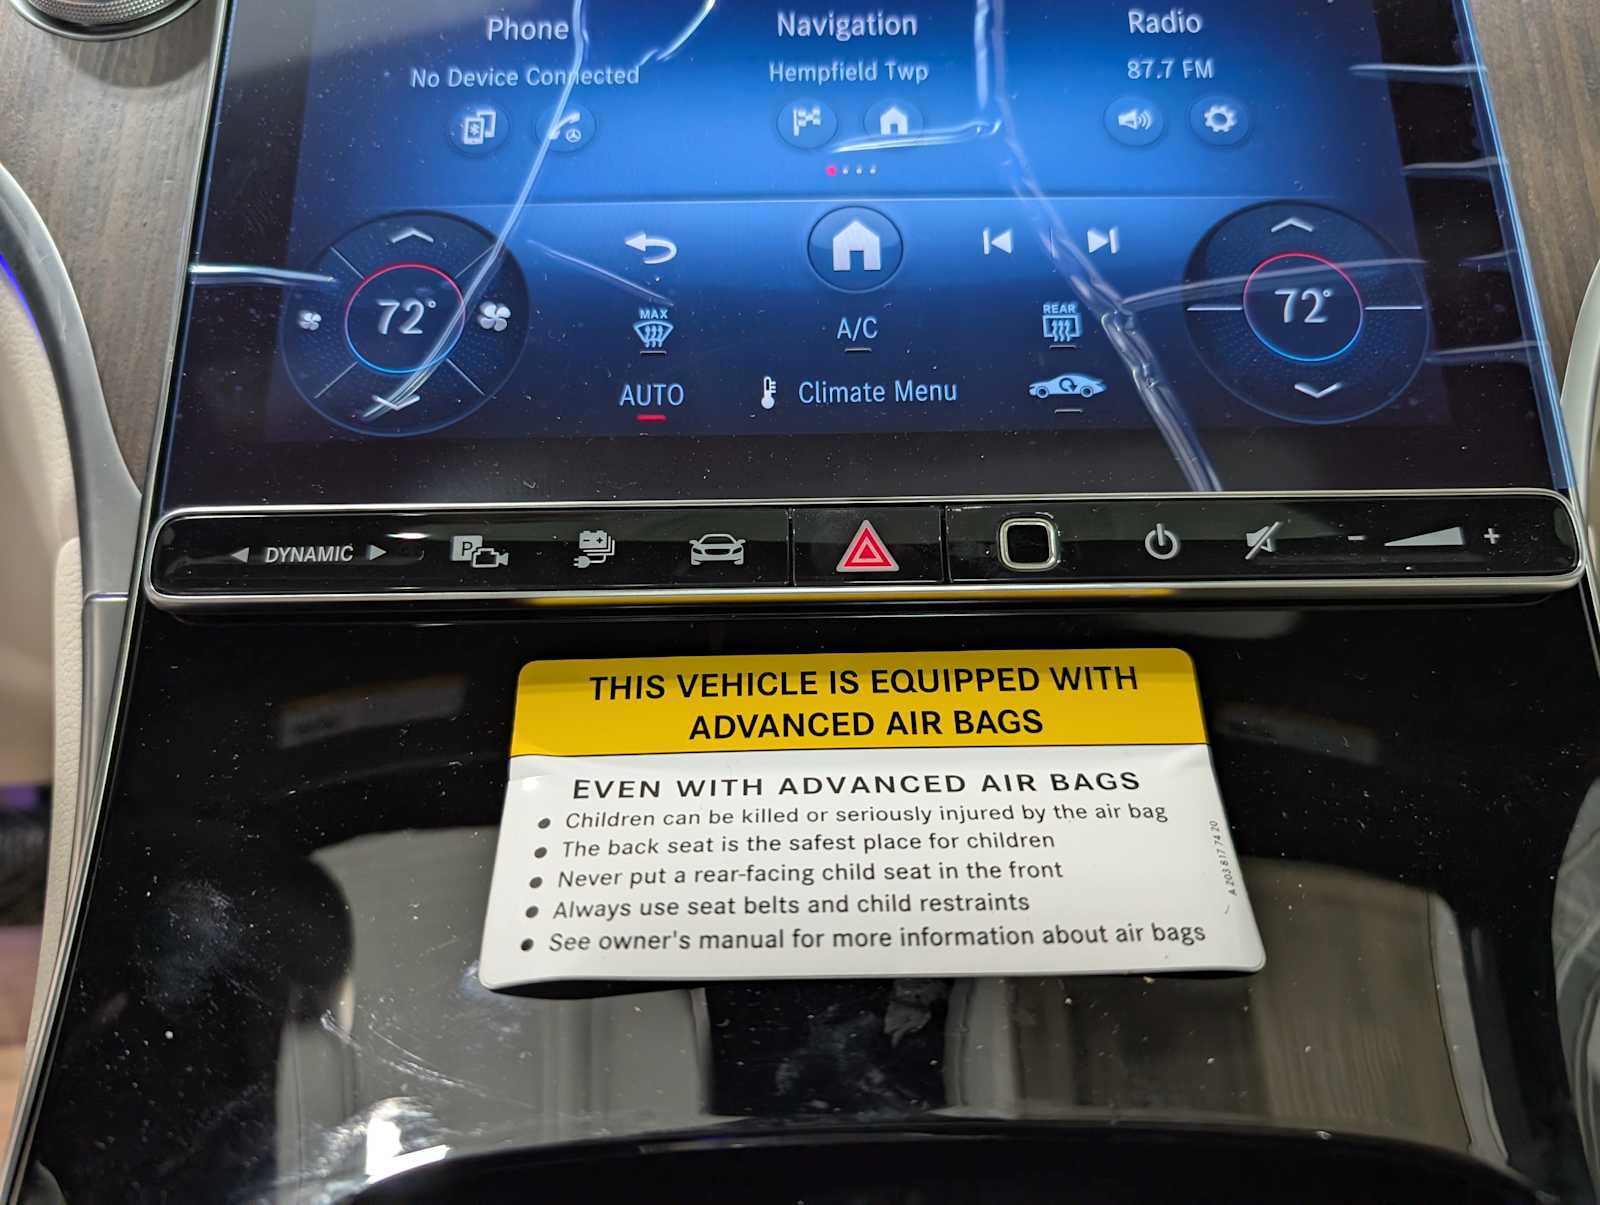 Phone
Navigation
Radio
No Device Connected
Hempfield Twp
87.7 FM
72°
MAX
A/C
REAR
72°
AUTO
Climate Menu
DYNAMIC
P
THIS VEHICLE IS EQUIPPED WITH
ADVANCED AIR BAGS
EVEN WITH ADVANCED AIR BAGS
• Children can be killed or seriously injured by the air bag
• The back seat is the safest place for children
• Never put a rear-facing child seat in the front
• Always use seat belts and child restraints
• See owner's manual for more information about air bags
A 203 817 74 20